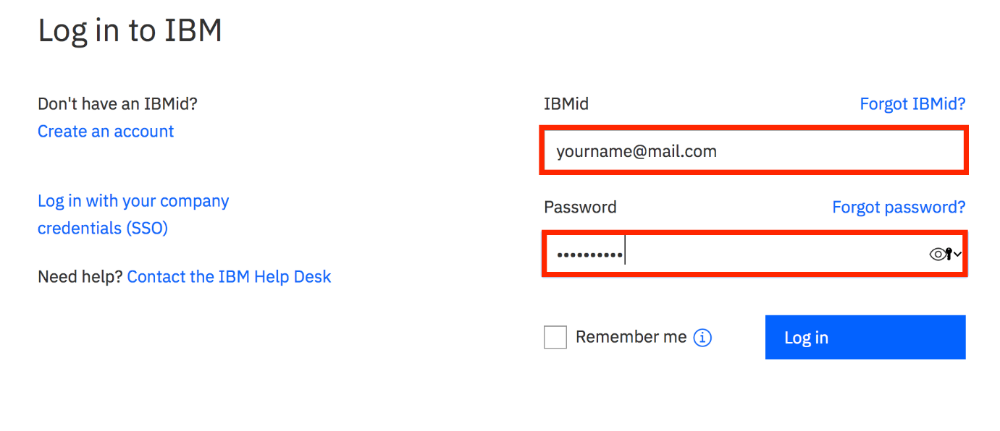 Log in to IBM
Don't have an IBMid?
Create an account
Log in with your company
credentials (SSO)
Need help? Contact the IBM Help Desk
IBMid
Forgot IBMid?
yourname@mail.com
Password
Forgot password?
••••••••••
Remember me
Log in